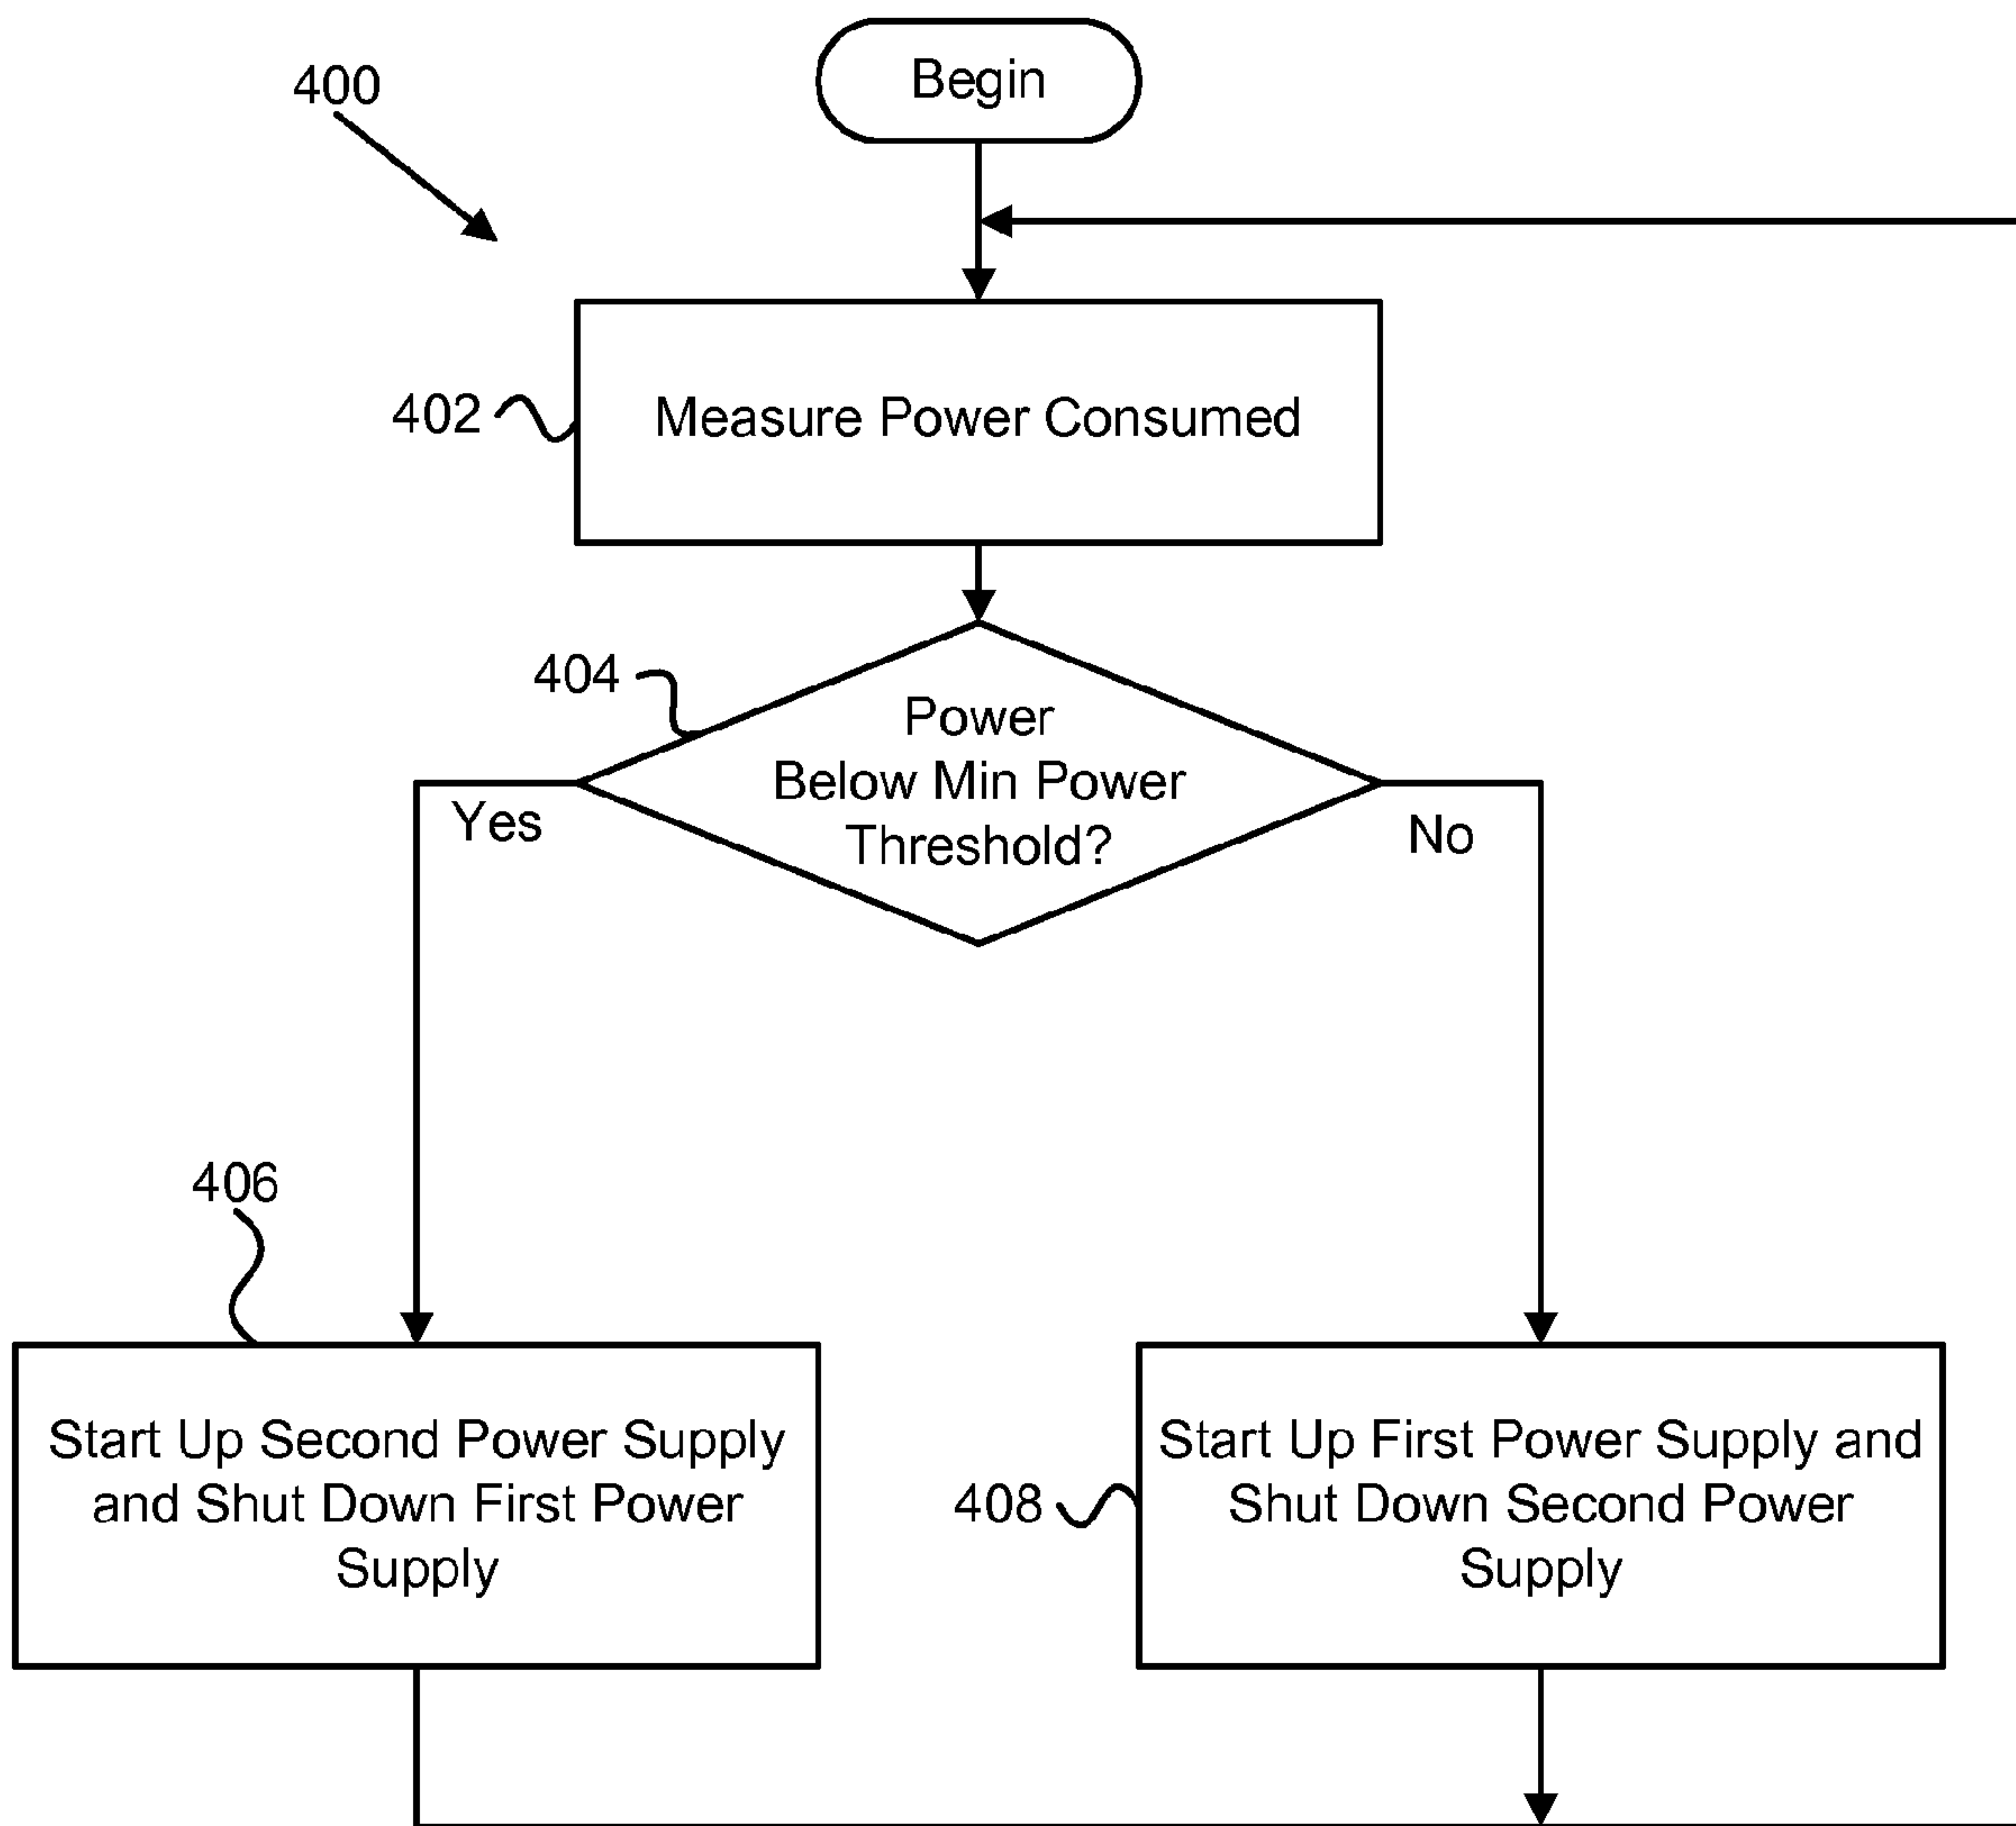 Begin
400
402
Measure Power Consumed
404
Power
Below Min Power
Threshold?
Yes
No
406
Start Up Second Power Supply
and Shut Down First Power
Supply
408
Start Up First Power Supply and
Shut Down Second Power
Supply